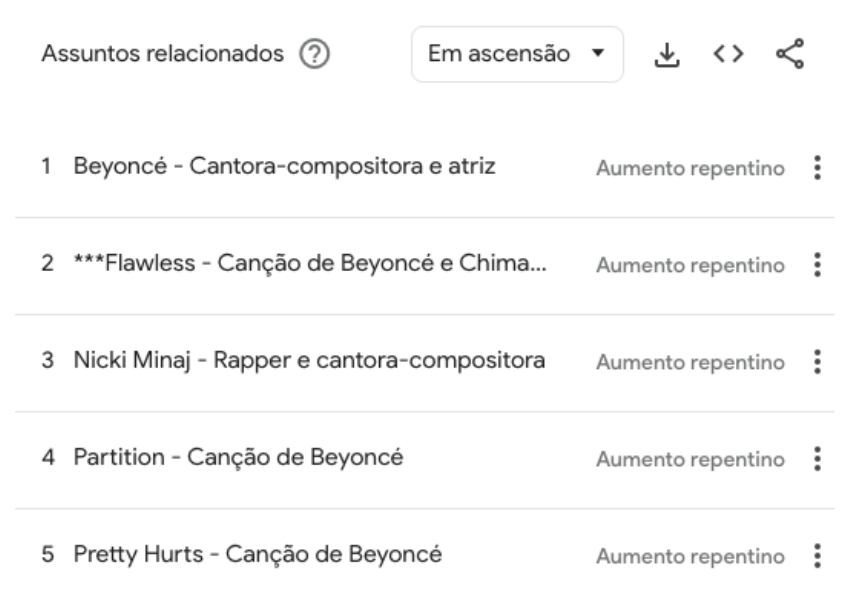 Assuntos relacionados
Em ascensão
1 Beyoncé - Cantora-compositora e atriz Aumento repentino
2 ***Flawless - Canção de Beyoncé e Chima... Aumento repentino
3 Nicki Minaj - Rapper e cantora-compositora Aumento repentino
4 Partition - Canção de Beyoncé Aumento repentino
5 Pretty Hurts - Canção de Beyoncé Aumento repentino